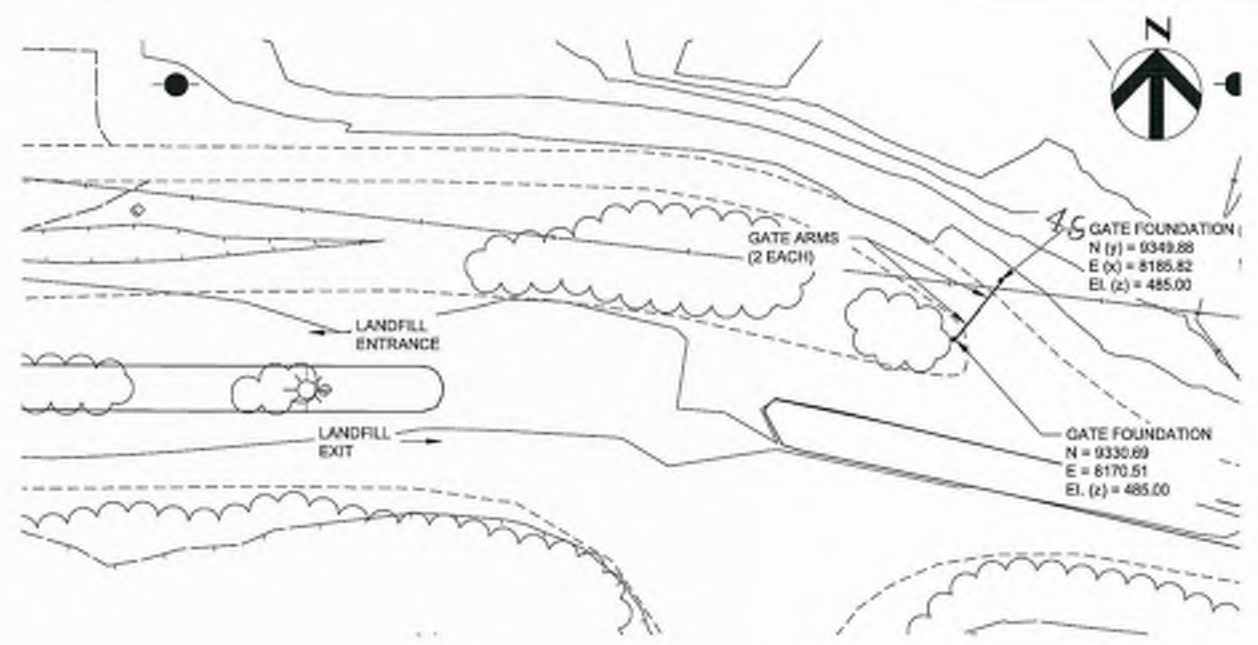 N
45
GATE FOUNDATION
N (y) = 9349.88
E (x) = 8185.82
El. (z) = 485.00
GATE ARMS
(2 EACH)
LANDFILL
ENTRANCE
LANDFILL
EXIT
GATE FOUNDATION
N = 9330.69
E = 8170.51
El. (z) = 485.00